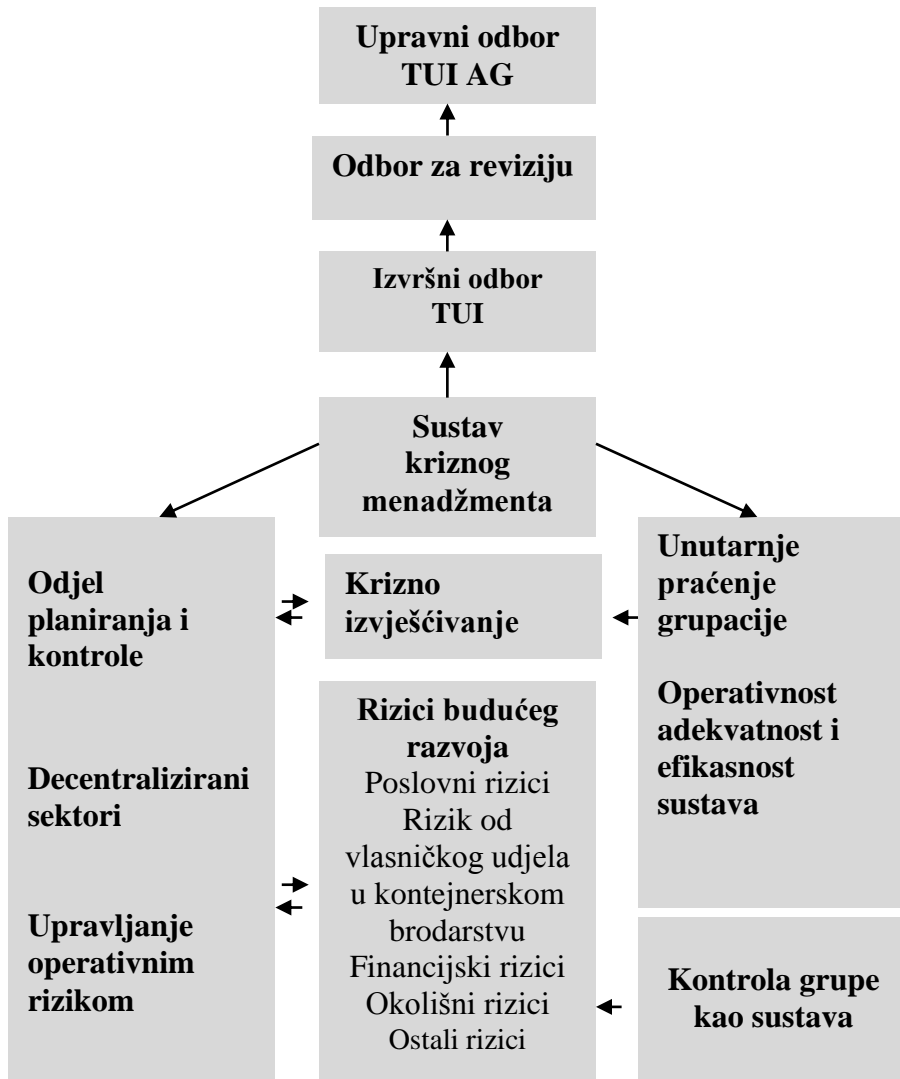 Upravni odbor
TUI AG
Odbor za reviziju
Izvršni odbor
TUI
Sustav
kriznog
menadžmenta
Odjel
planiranja i
kontrole
Decentralizirani
sektori
Upravljanje
operativnim
rizikom
Krizno
izvješćivanje
Rizici budućeg
razvoja
Poslovni rizici
Rizik od
vlasničkog udjela
u kontejnerskom
brodarstvu
Financijski rizici
Okolišni rizici
Ostali rizici
Unutarnje
praćenje
grupacije
Operativnost
adekvatnost i
efikasnost
sustava
Kontrola grupe
kao sustava